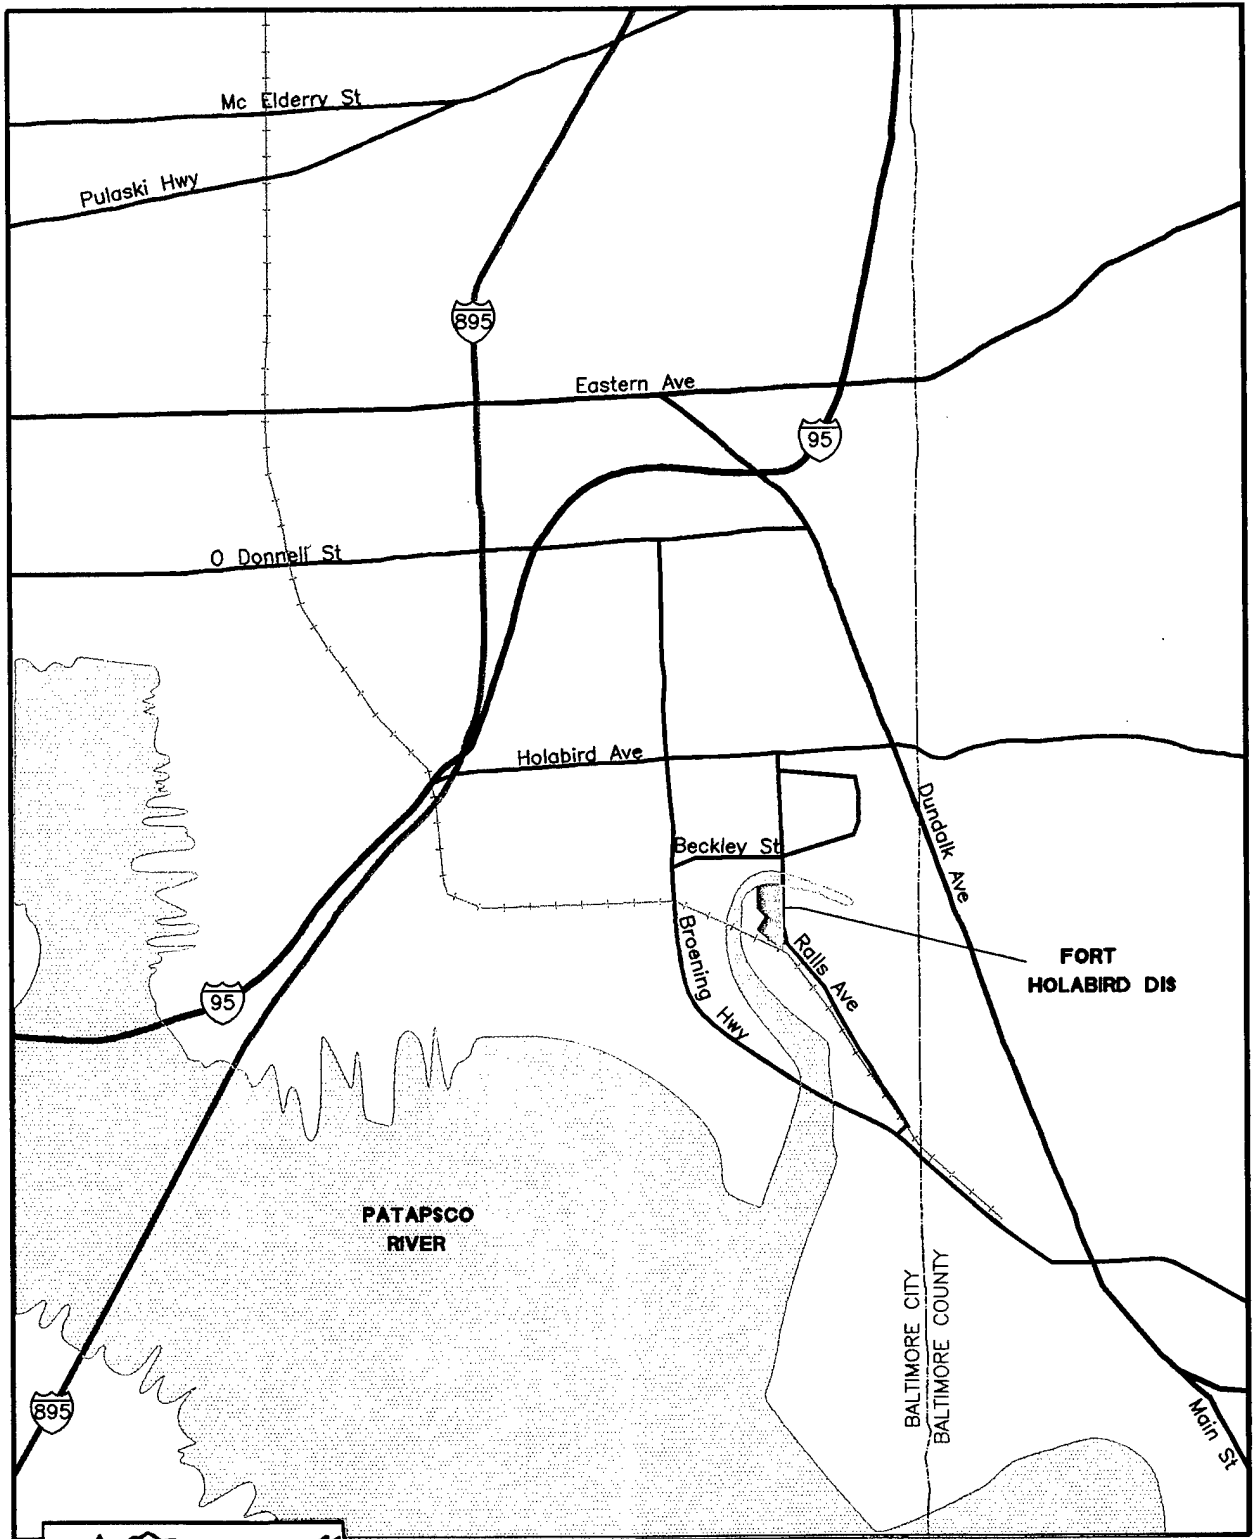 Mc Elderry St
Pulaski Hwy
895
Eastern Ave
95
O Donnell St
Holabird Ave
Dundalk Ave
Beckley St
Broening Hwy
Ralls Ave
FORT
HOLABIRD DIS
95
PATAPSCO
RIVER
BALTIMORE CITY
BALTIMORE COUNTY
895
Main St